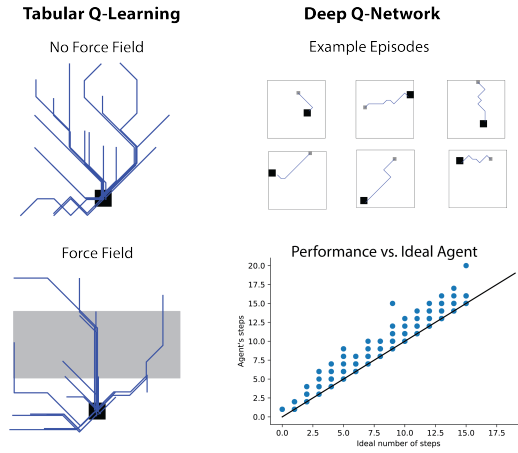 Tabular Q-Learning
No Force Field
Force Field
Deep Q-Network
Example Episodes
Performance vs. Ideal Agent
Agent's steps
20.0
17.5
15.0
12.5
10.0
7.5
5.0
2.5
0.0
0.0 2.5 5.0 7.5 10.0 12.5 15.0 17.5
Ideal number of steps